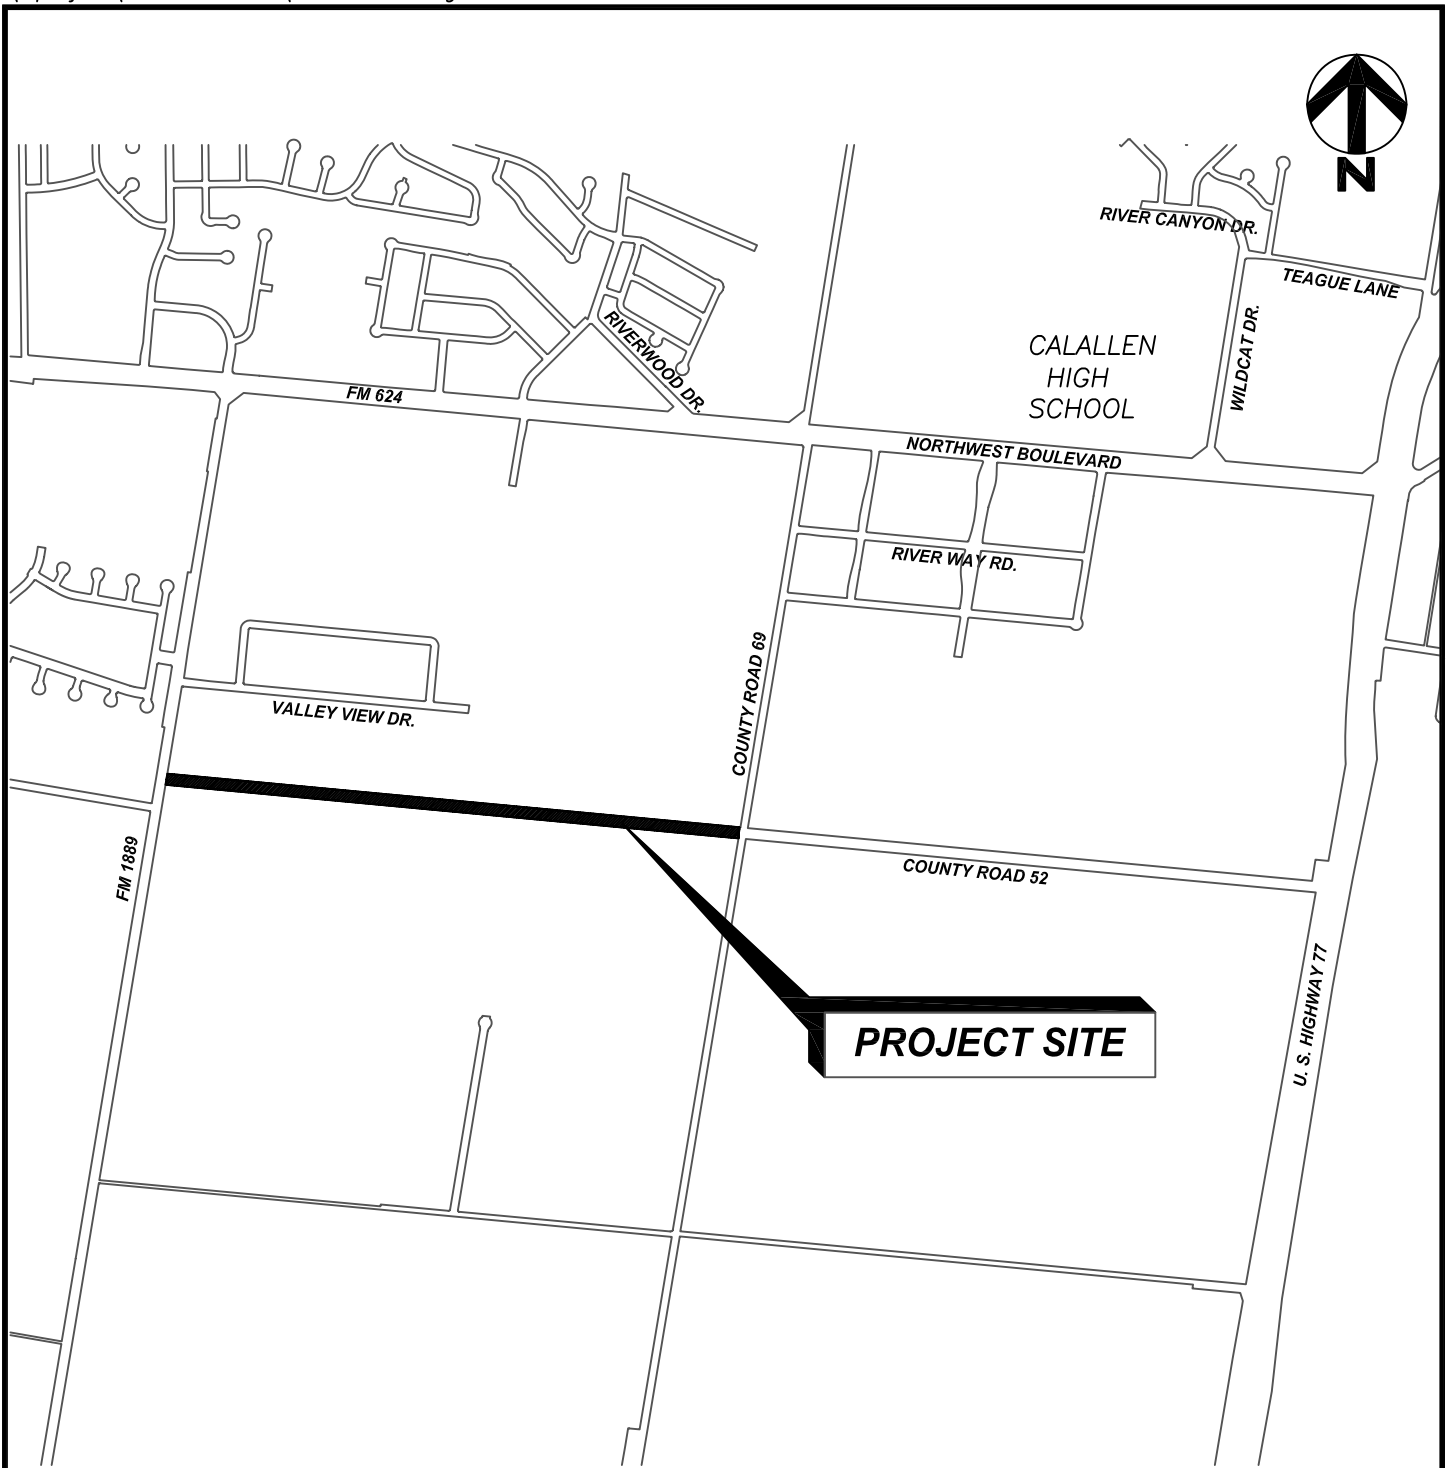 N
RIVER CANYON DR.
TEAGUE LANE
WILDCAT DR.
CALALLEN
HIGH
SCHOOL
RIVERWOOD DR.
FM 624
NORTHWEST BOULEVARD
RIVER WAY RD.
COUNTY ROAD 69
VALLEY VIEW DR.
FM 1889
COUNTY ROAD 52
U. S. HIGHWAY 77
PROJECT SITE